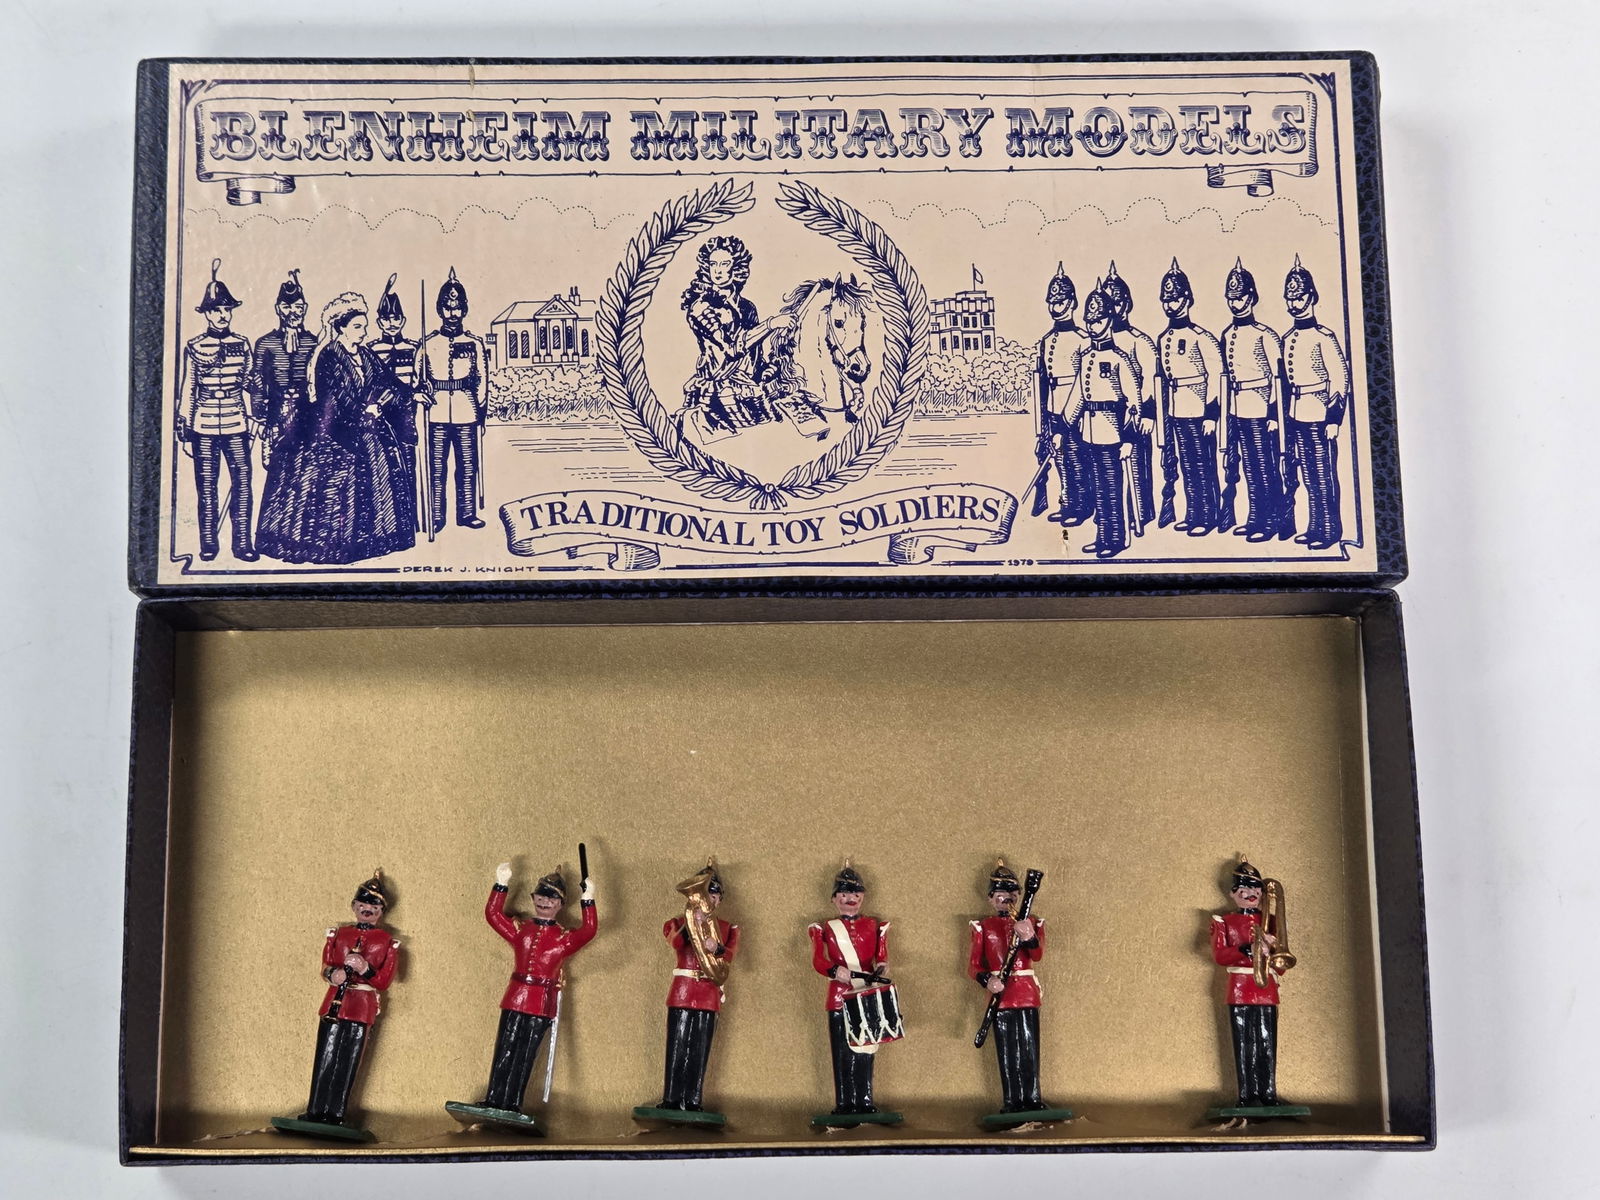 BLENHEIM MILITARY MODELS
TRADITIONAL TOY SOLDIERS
DEREK J. KNIGHT 1979